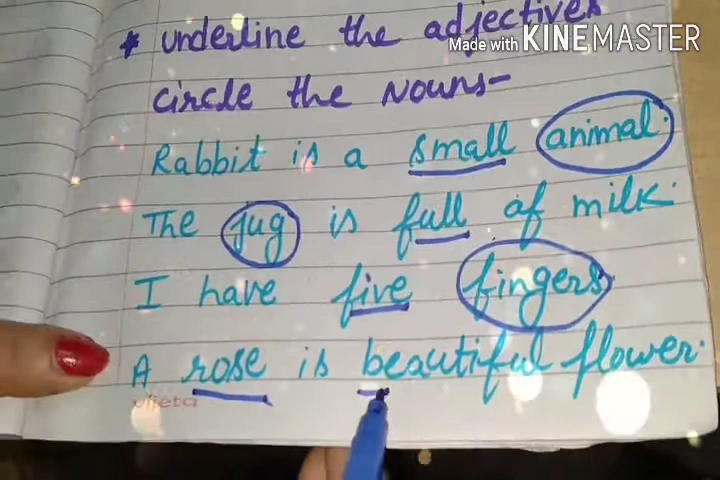 * underline the adjectives
Made with KINEMASTER
circle the Nouns-
Rabbit is a small animal.
The jug is full of milk.
I have five fingers
A rose is beautiful flower.